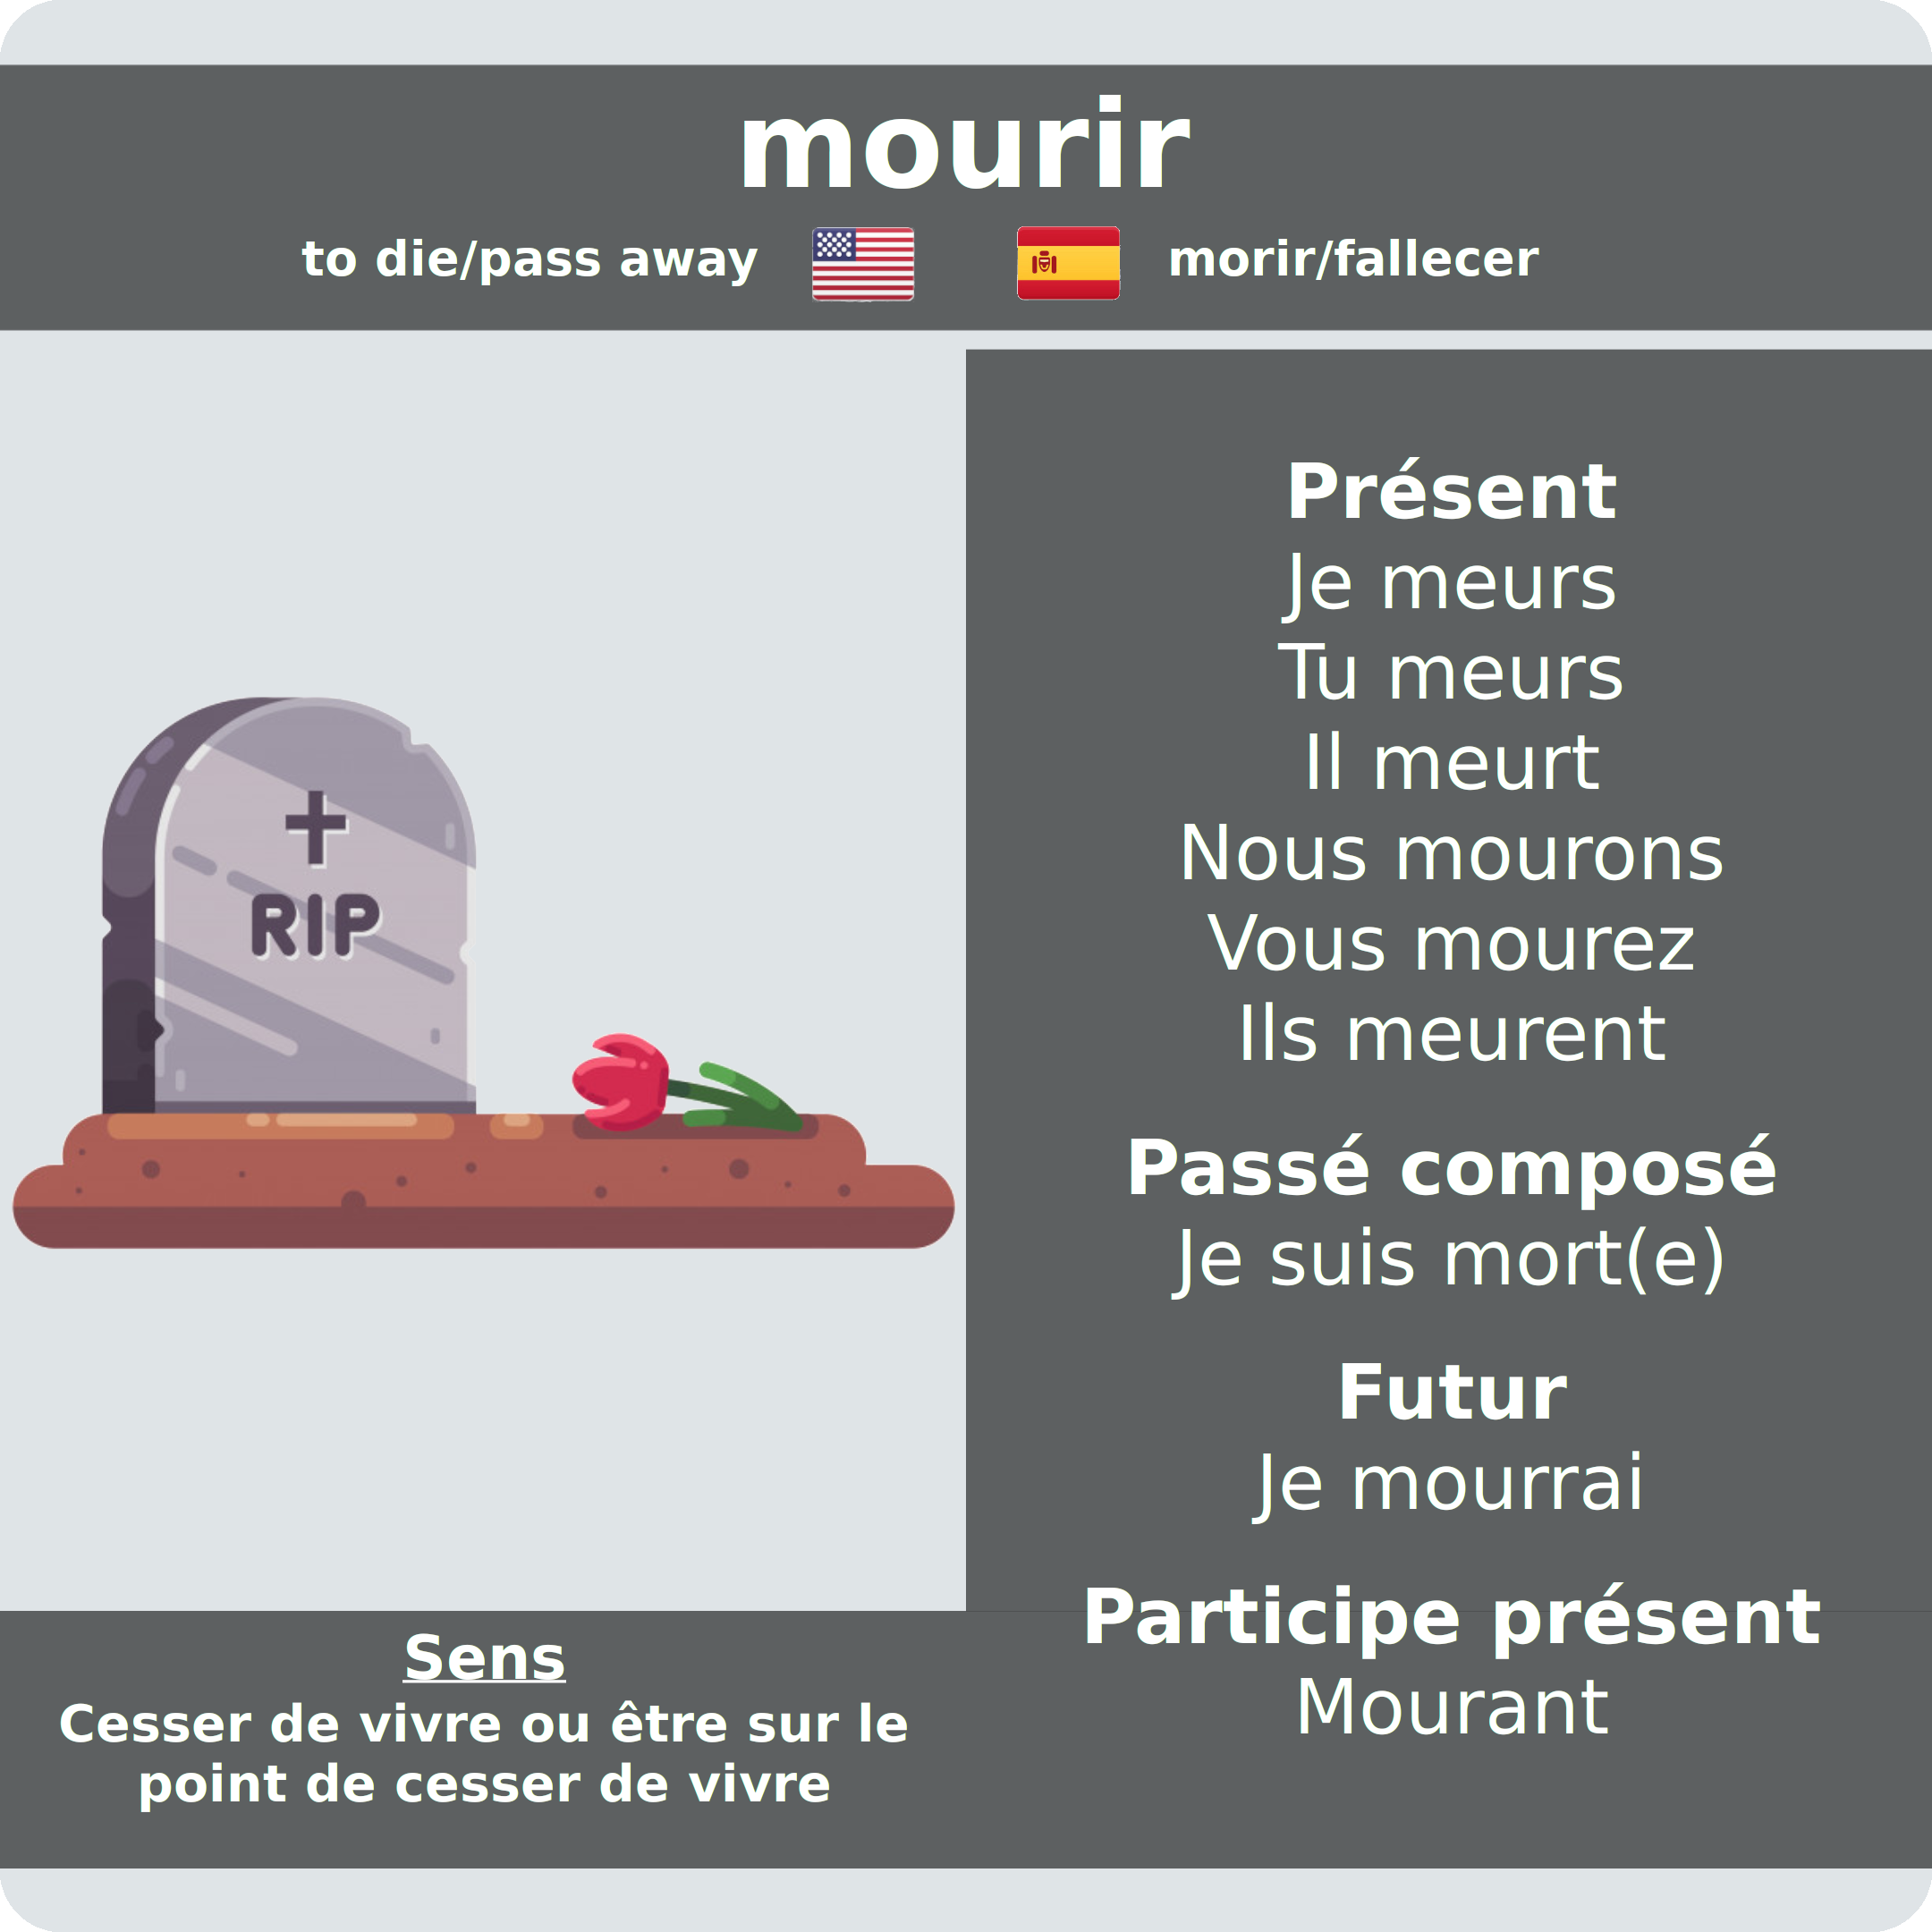 mourir
to die/pass away
morir/fallecer
RIP
Présent
Je meurs
Tu meurs
Il meurt
Nous mourons
Vous mourez
Ils meurent
Passé composé
Je suis mort(e)
Futur
Je mourrai
Participe présent
Mourant
Sens
Cesser de vivre ou être sur le
point de cesser de vivre